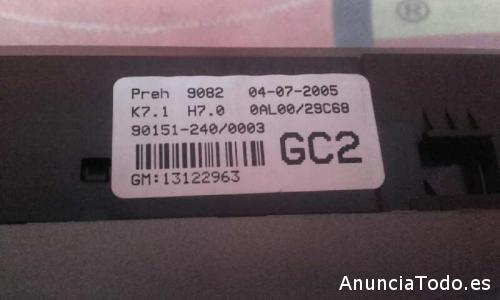 ®
Preh 9082 04-07-2005
K7.1 H7.0 0AL00/29C68
90151-240/0003
GC2
GM:13122963
AnunciaTodo.es